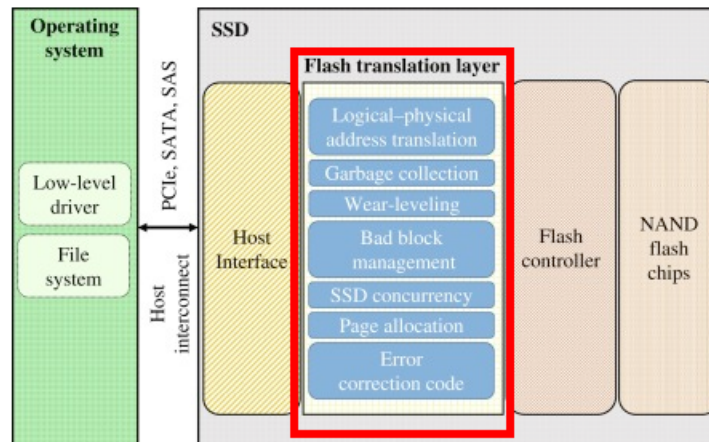 Operating
system
Low-level
driver
File
system
PCIe, SATA, SAS
Host
interconnect
SSD
Host
Interface
Flash translation layer
Logical–physical
address translation
Garbage collection
Wear-leveling
Bad block
management
SSD concurrency
Page allocation
Error
correction code
Flash
controller
NAND
flash
chips